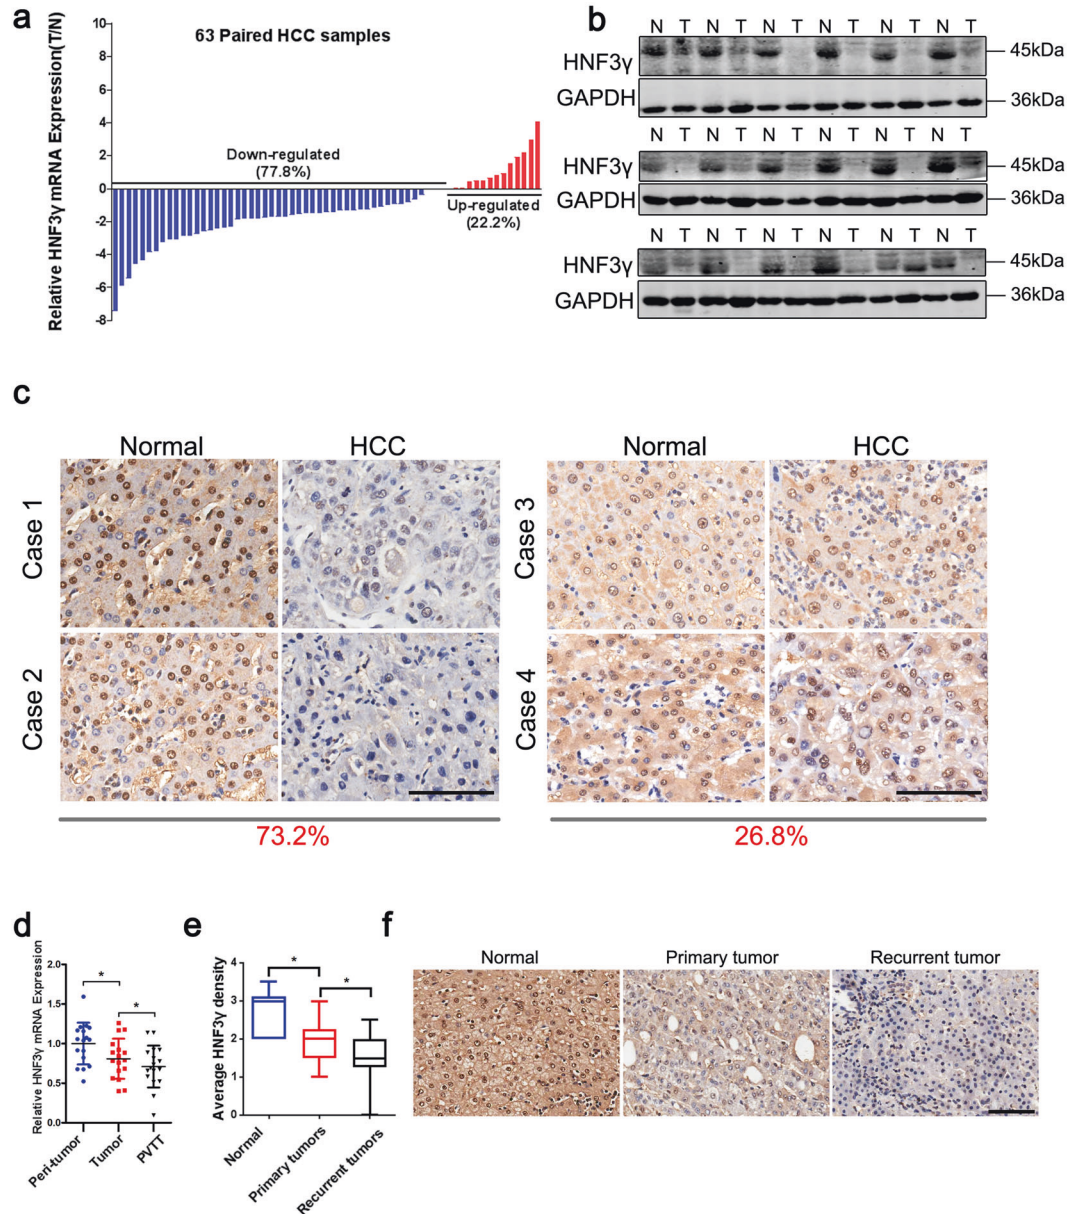 a
63 Paired HCC samples
Relative HNF3γ mRNA Expression(T/N)
10
8
6
4
2
0
-2
-4
-6
-8
Down-regulated
(77.8%)
Up-regulated
(22.2%)
b
N T N T N T N T N T N T
HNF3γ
45kDa
GAPDH
36kDa
N T N T N T N T N T N T
HNF3γ
45kDa
GAPDH
36kDa
N T N T N T N T N T N T
HNF3γ
45kDa
GAPDH
36kDa
c
Normal HCC
Normal HCC
Case 1
Case 2
Case 3
Case 4
73.2%
26.8%
d
Relative HNF3γ mRNA Expression
2.0
1.5
1.0
0.5
0.0
*
*
Peri-tumor
Tumor
PVTT
e
Average HNF3γ density
4
3
2
1
0
*
*
Normal
Primary tumors
Recurrent tumors
f
Normal
Primary tumor
Recurrent tumor